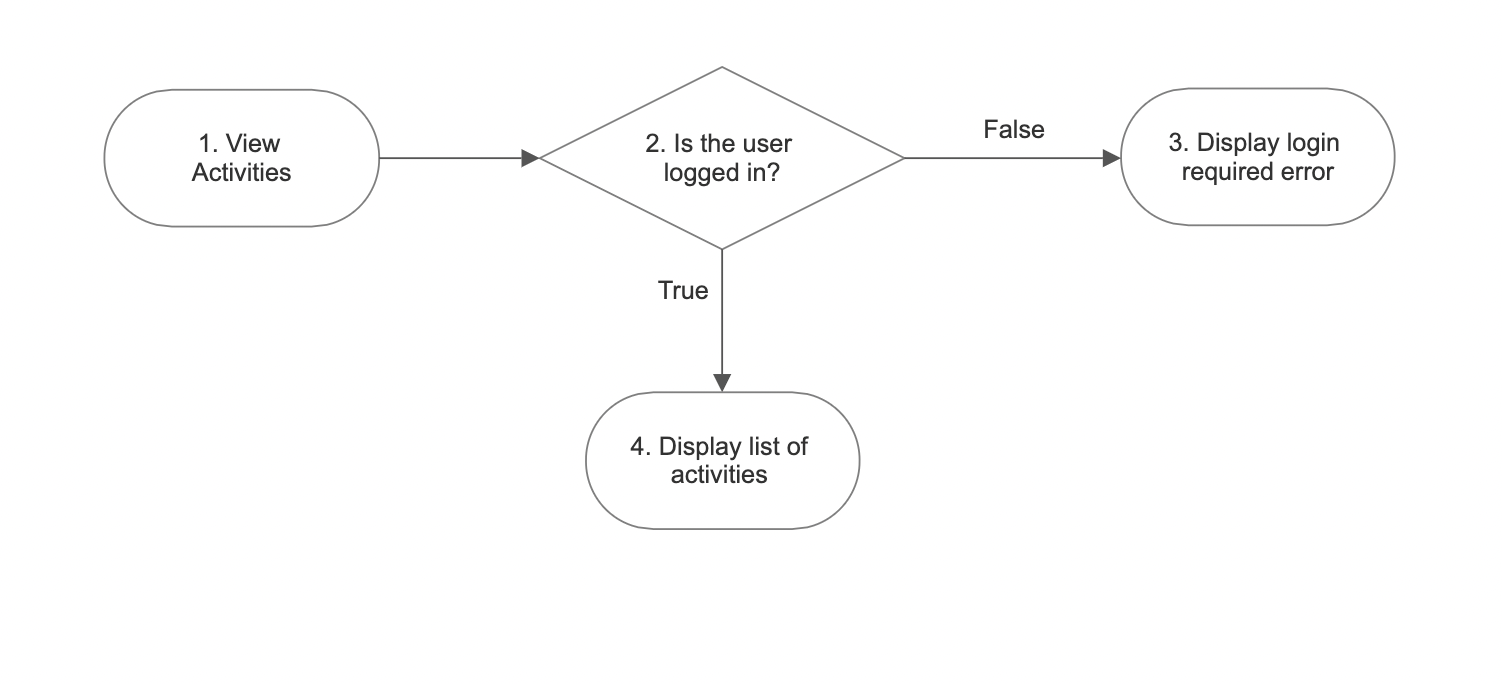 1. View
Activities
2. Is the user
logged in?
False
3. Display login
required error
True
4. Display list of
activities